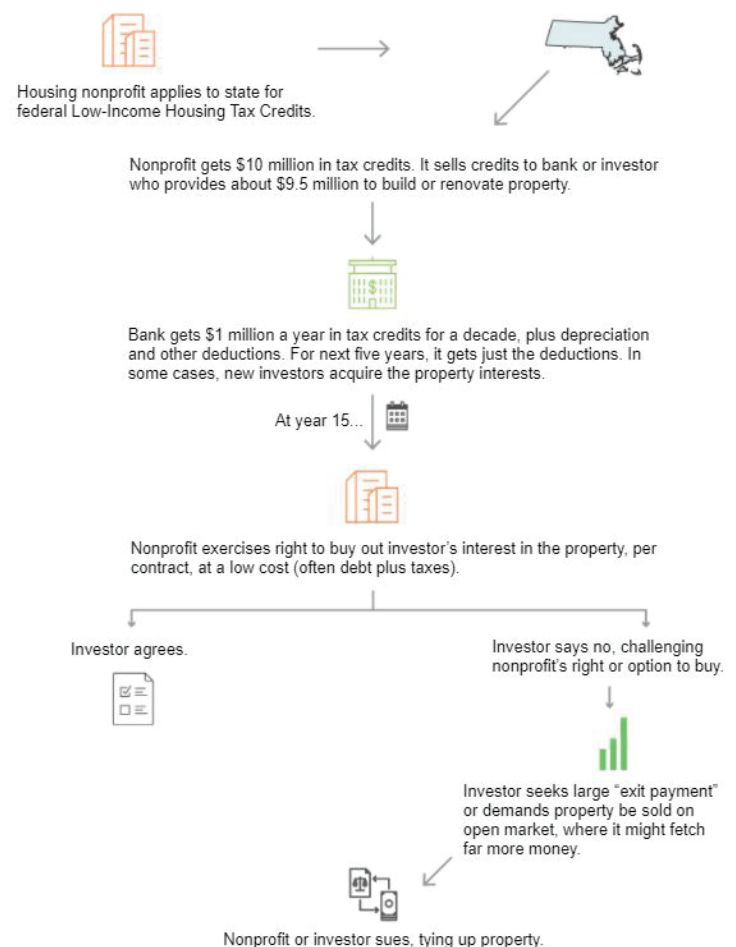 Housing nonprofit applies to state for
federal Low-Income Housing Tax Credits.
Nonprofit gets $10 million in tax credits. It sells credits to bank or investor
who provides about $9.5 million to build or renovate property.
$
Bank gets $1 million a year in tax credits for a decade, plus depreciation
and other deductions. For next five years, it gets just the deductions. In
some cases, new investors acquire the property interests.
At year 15...
Nonprofit exercises right to buy out investor's interest in the property, per
contract, at a low cost (often debt plus taxes).
Investor agrees.
Investor says no, challenging
nonprofit's right or option to buy.
Investor seeks large “exit payment”
or demands property be sold on
open market, where it might fetch
far more money.
Nonprofit or investor sues, tying up property.